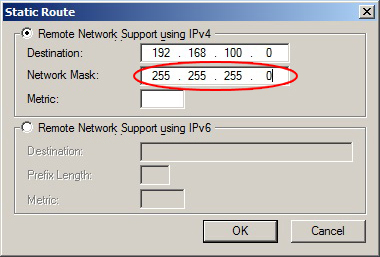 Static Route
Remote Network Support using IPv4
Destination: 192 . 168 . 100 . 0
Network Mask: 255 . 255 . 255 . 0
Metric:
Remote Network Support using IPv6
Destination:
Prefix Length:
Metric:
OK Cancel